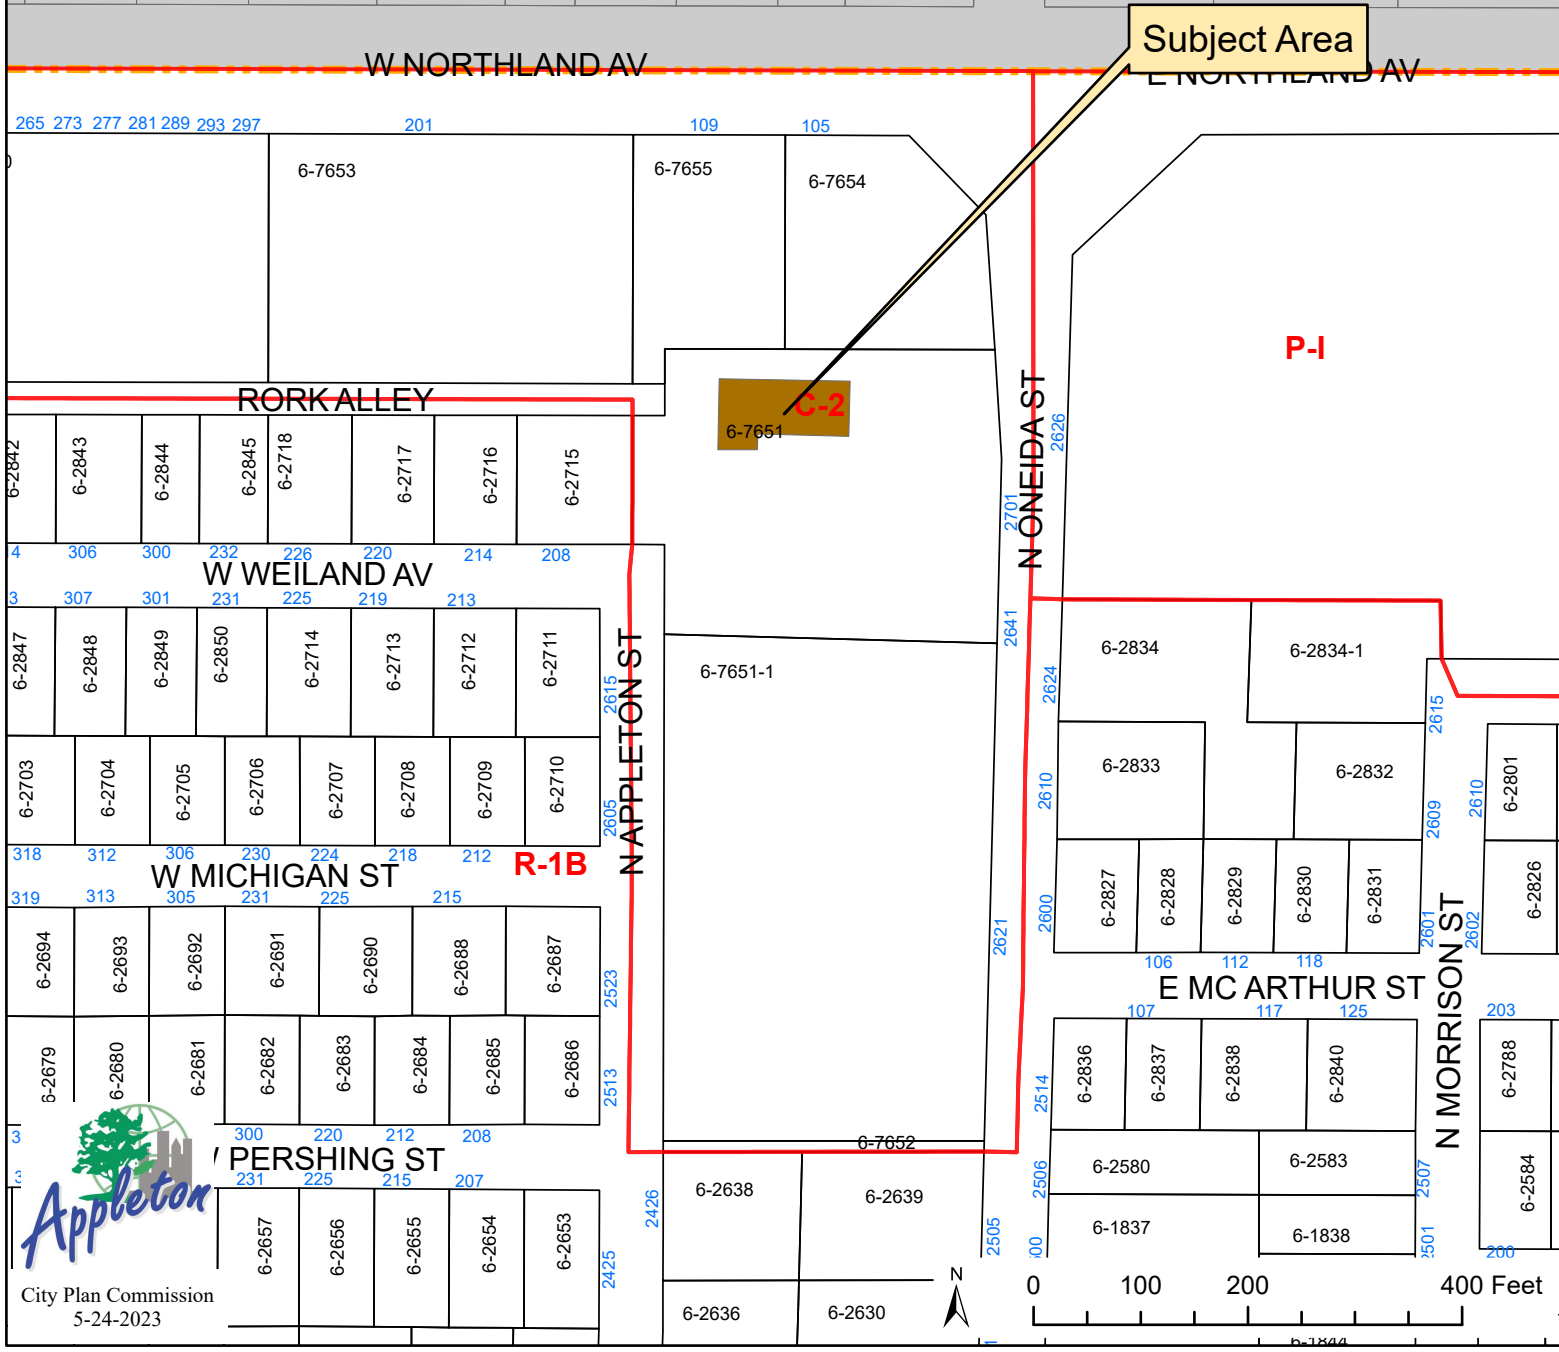 Subject Area
W NORTHLAND AV
E NORTHLAND AV
265 273 277 281 289 293 297 201 109 105
6-7653
6-7655
6-7654
P-I
RORK ALLEY
C-2
6-7651
N ONEIDA ST
2626
2701
2641
6-2842 6-2843 6-2844 6-2845 6-2718 6-2717 6-2716 6-2715
4 306 300 232 226 220 214 208
W WEILAND AV
3 307 301 231 225 219 213
6-2847 6-2848 6-2849 6-2850 6-2714 6-2713 6-2712 6-2711
2615
N APPLETON ST
6-7651-1
6-2834
6-2834-1
2624
2615
6-2703 6-2704 6-2705 6-2706 6-2707 6-2708 6-2709 6-2710
2605
6-2833
6-2832
2610
2609
2610
6-2801
318 312 306 230 224 218 212
R-1B
W MICHIGAN ST
319 313 305 231 225 215
6-2694 6-2693 6-2692 6-2691 6-2690 6-2688 6-2687
2523
2621
2600
6-2827 6-2828 6-2829 6-2830 6-2831
2601
2602
6-2826
106 112 118
E MC ARTHUR ST
N MORRISON ST
107 117 125 203
6-2679 6-2680 6-2681 6-2682 6-2683 6-2684 6-2685 6-2686
2513
2514
6-2836 6-2837 6-2838 6-2840
6-2788
3 300 220 212 208
6-7652
PERSHING ST
231 225 215 207
6-2657 6-2656 6-2655 6-2654 6-2653
2425
2426
6-2638
6-2639
2505
2506
6-2580
6-2583
2507
6-2584
6-1837
6-1838
2501
200
6-2636
6-2630
Appleton
City Plan Commission
5-24-2023
N
0 100 200 400 Feet
6-1844